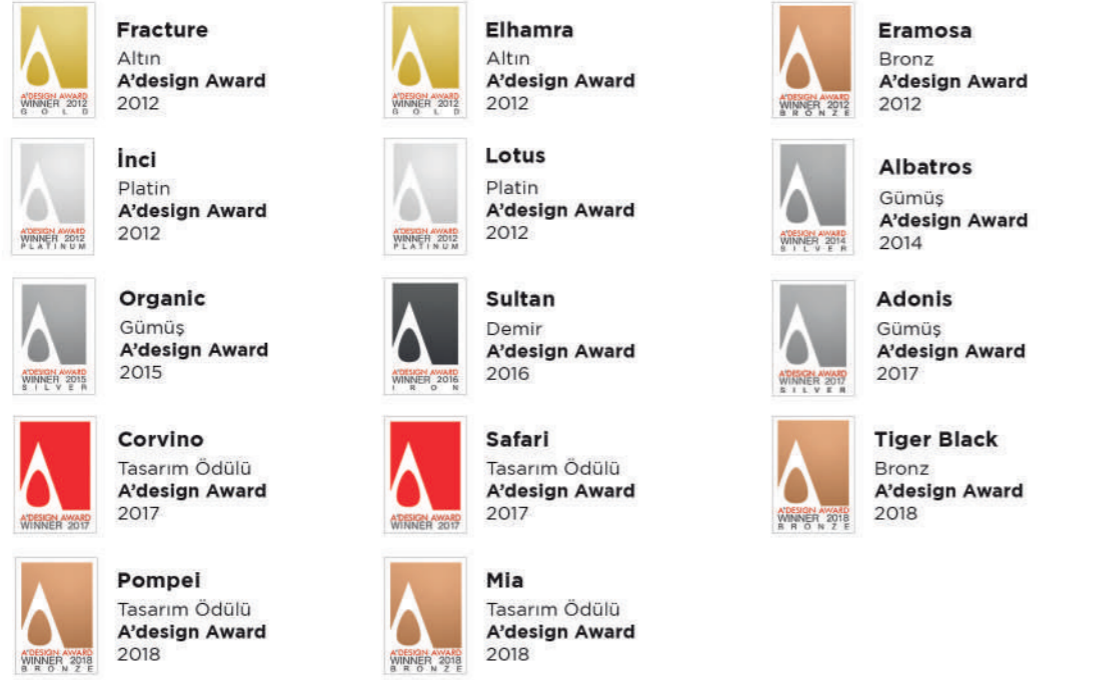 Fracture
Altın
A’design Award
2012
A'DESIGN AWARD
WINNER 2012
GOLD
Elhamra
Altın
A’design Award
2012
A'DESIGN AWARD
WINNER 2012
GOLD
Eramosa
Bronz
A’design Award
2012
A'DESIGN AWARD
WINNER 2012
BRONZE
İnci
Platin
A’design Award
2012
A'DESIGN AWARD
WINNER 2012
PLATINUM
Lotus
Platin
A’design Award
2012
A'DESIGN AWARD
WINNER 2012
PLATINUM
Albatros
Gümüş
A’design Award
2014
A'DESIGN AWARD
WINNER 2014
SILVER
Organic
Gümüş
A’design Award
2015
A'DESIGN AWARD
WINNER 2015
SILVER
Sultan
Demir
A’design Award
2016
A'DESIGN AWARD
WINNER 2016
IRON
Adonis
Gümüş
A’design Award
2017
A'DESIGN AWARD
WINNER 2017
SILVER
Corvino
Tasarım Ödülü
A’design Award
2017
A'DESIGN AWARD
WINNER 2017
Safari
Tasarım Ödülü
A’design Award
2017
A'DESIGN AWARD
WINNER 2017
Tiger Black
Bronz
A’design Award
2018
A'DESIGN AWARD
WINNER 2018
BRONZE
Pompei
Tasarım Ödülü
A’design Award
2018
A'DESIGN AWARD
WINNER 2018
BRONZE
Mia
Tasarım Ödülü
A’design Award
2018
A'DESIGN AWARD
WINNER 2018
BRONZE